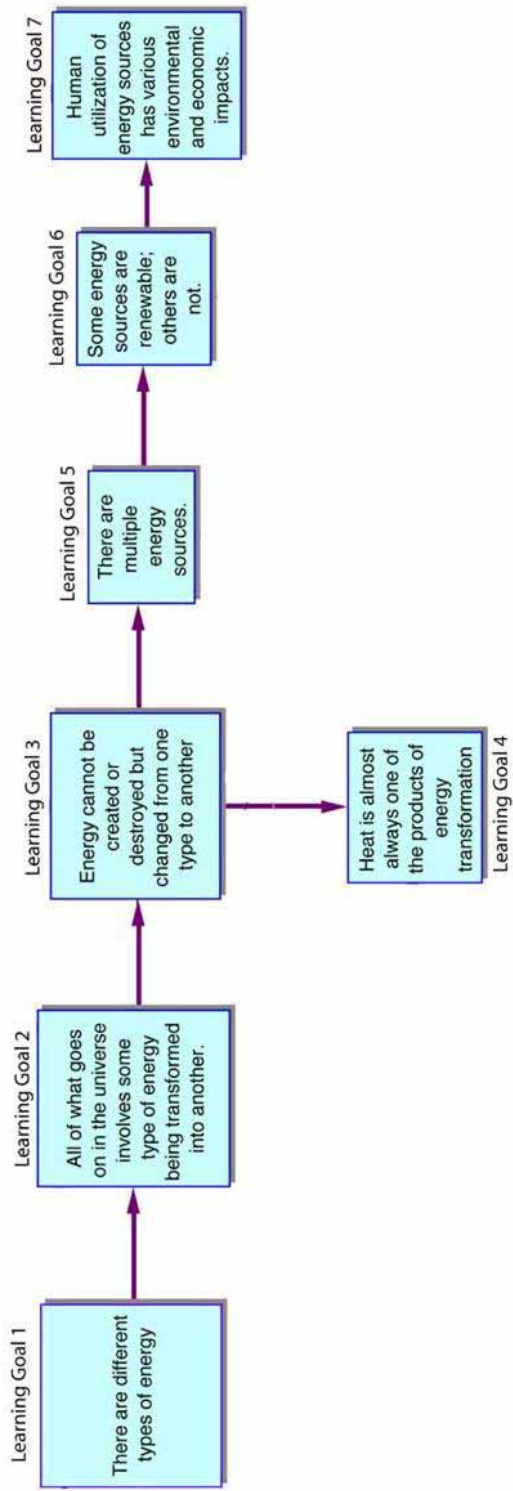 Learning Goal 1
There are different
types of energy
Learning Goal 2
All of what goes
on in the universe
involves some
type of energy
being transformed
into another.
Learning Goal 3
Energy cannot be
created or
destroyed but
changed from one
type to another
Heat is almost
always one of
the products of
energy
transformation
Learning Goal 4
Learning Goal 5
There are
multiple
energy
sources.
Learning Goal 6
Some energy
sources are
renewable;
others are
not.
Learning Goal 7
Human
utilization of
energy sources
has various
environmental
and economic
impacts.